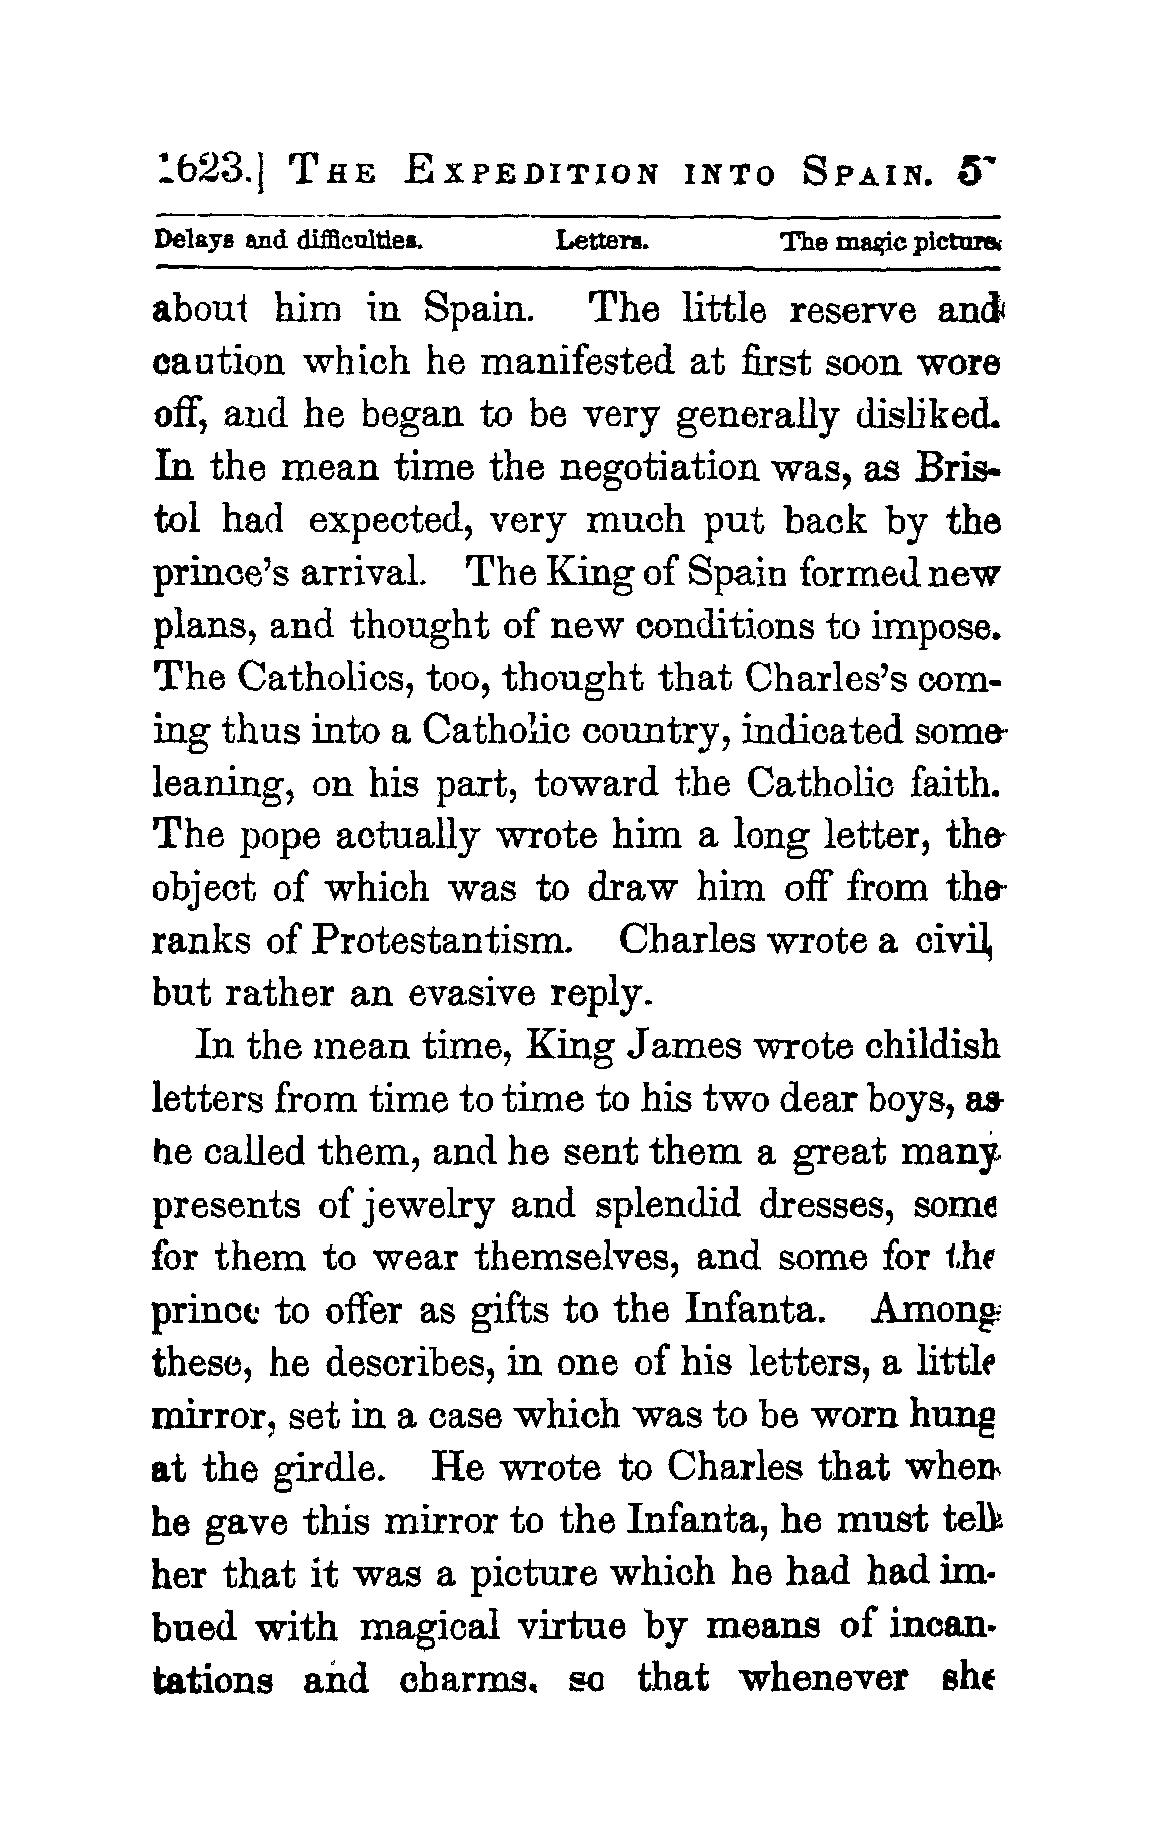 1623.] THE EXPEDITION INTO SPAIN. 5
Delays and difficulties. Letters. The magic picture
about him in Spain. The little reserve and
caution which he manifested at first soon wore
off, and he began to be very generally disliked.
In the mean time the negotiation was, as Bris-
tol had expected, very much put back by the
prince's arrival. The King of Spain formed new
plans, and thought of new conditions to impose.
The Catholics, too, thought that Charles's com-
ing thus into a Catholic country, indicated some
leaning, on his part, toward the Catholic faith.
The pope actually wrote him a long letter, the
object of which was to draw him off from the
ranks of Protestantism. Charles wrote a civil,
but rather an evasive reply.
In the mean time, King James wrote childish
letters from time to time to his two dear boys, as
he called them, and he sent them a great many
presents of jewelry and splendid dresses, some
for them to wear themselves, and some for the
prince to offer as gifts to the Infanta. Among
these, he describes, in one of his letters, a little
mirror, set in a case which was to be worn hung
at the girdle. He wrote to Charles that when
he gave this mirror to the Infanta, he must tell
her that it was a picture which he had had im-
bued with magical virtue by means of incan-
tations and charms, so that whenever she